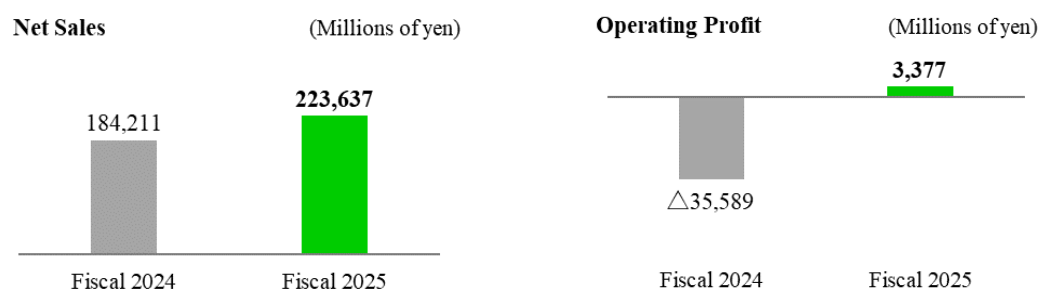 Net Sales (Millions of yen)
223,637
184,211
Fiscal 2024 Fiscal 2025
Operating Profit (Millions of yen)
3,377
△35,589
Fiscal 2024 Fiscal 2025